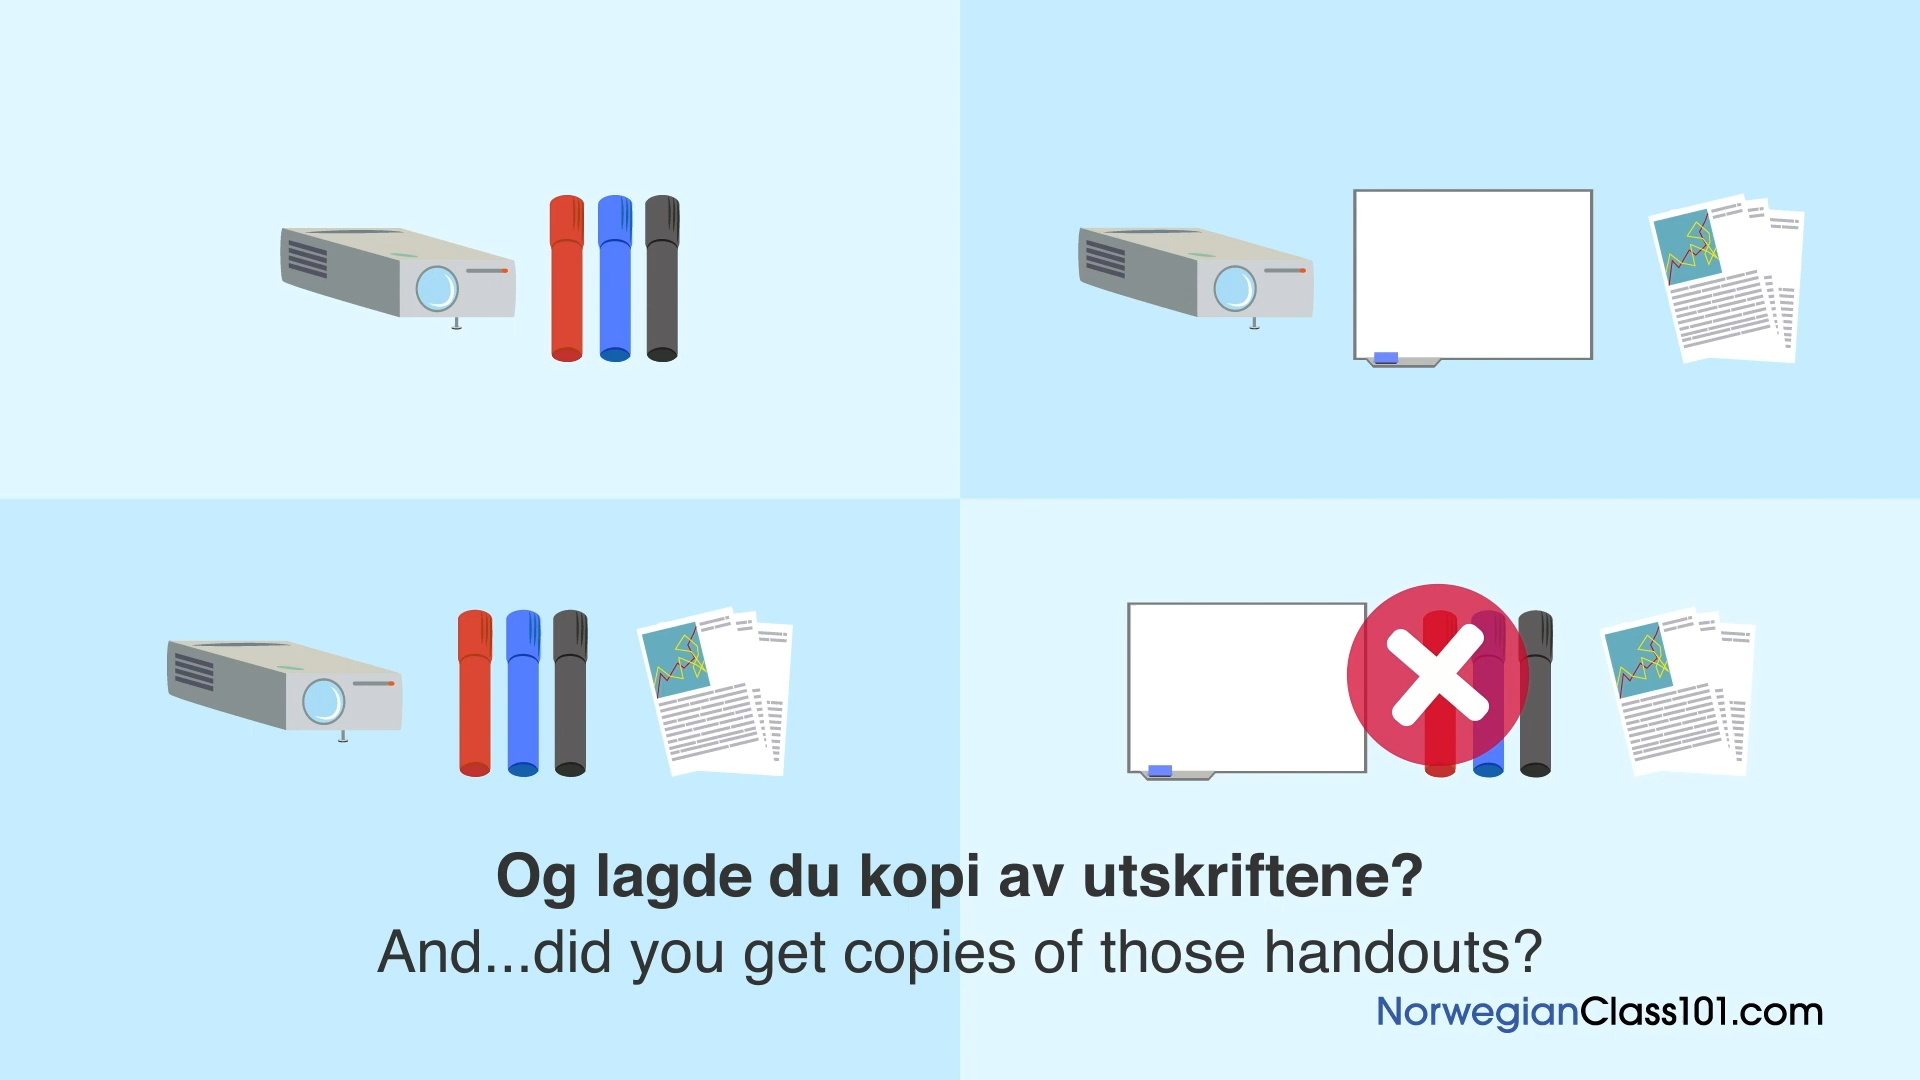 Og lagde du kopi av utskriftene?
And...did you get copies of those handouts?
NorwegianClass101.com